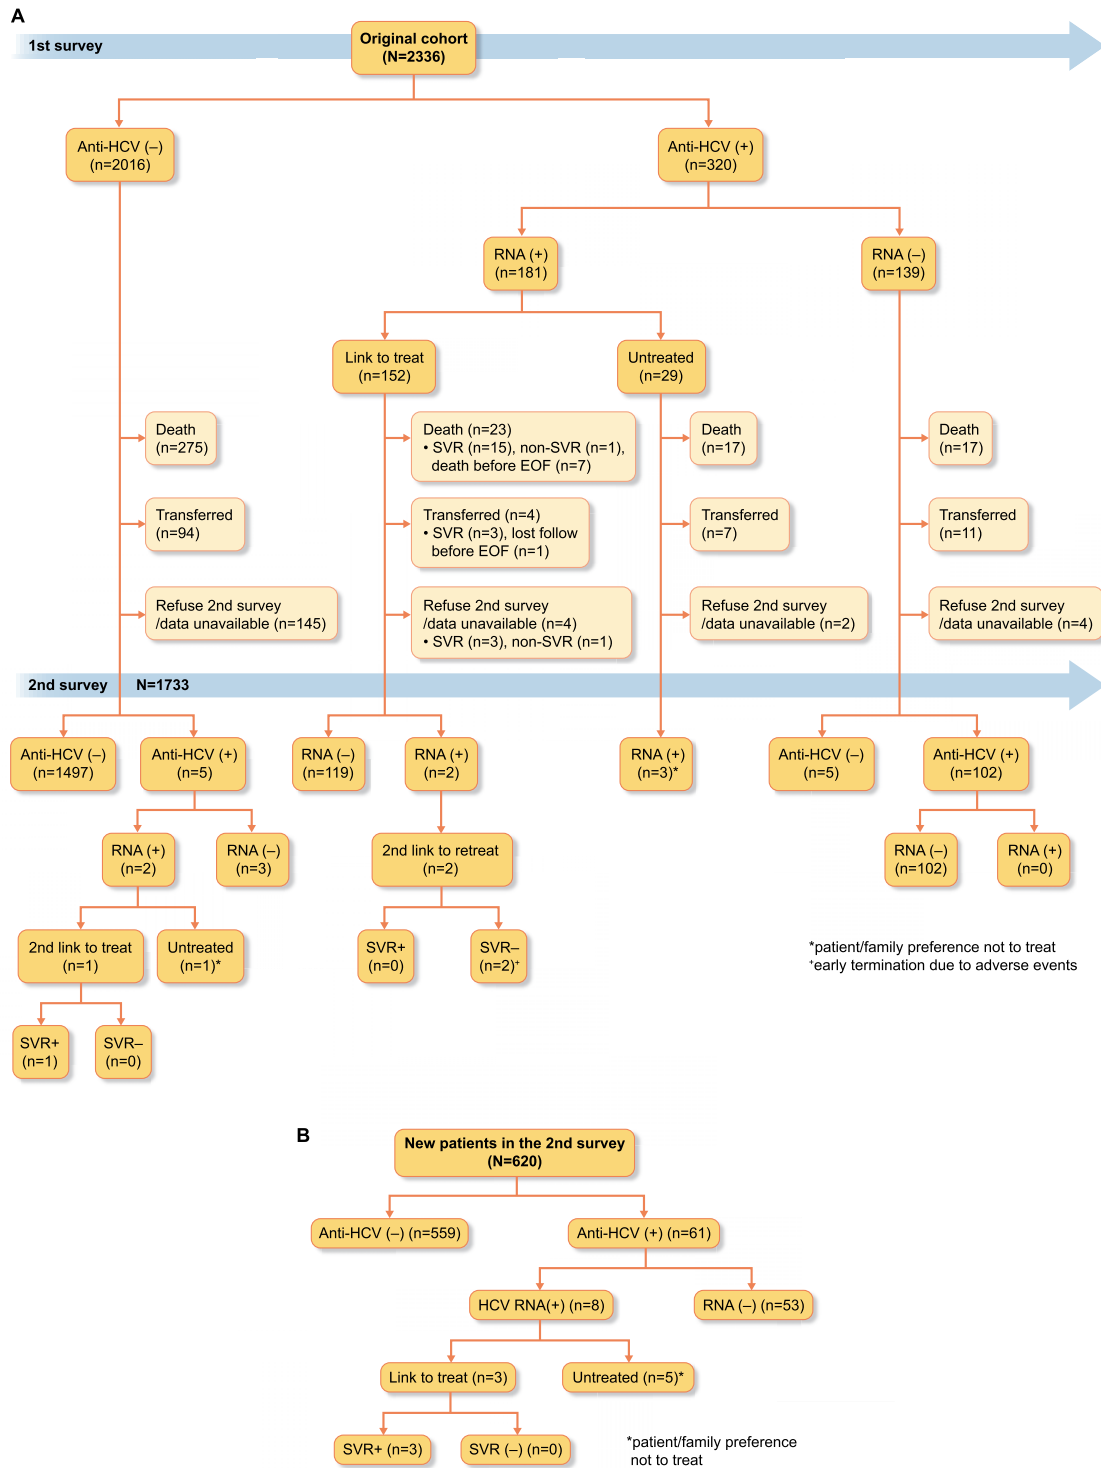 A
1st survey
Original cohort
(N=2336)
Anti-HCV (–)
(n=2016)
Anti-HCV (+)
(n=320)
RNA (+)
(n=181)
RNA (–)
(n=139)
Link to treat
(n=152)
Untreated
(n=29)
Death
(n=275)
Death (n=23)
• SVR (n=15), non-SVR (n=1),
death before EOF (n=7)
Death
(n=17)
Death
(n=17)
Transferred
(n=94)
Transferred (n=4)
• SVR (n=3), lost follow
before EOF (n=1)
Transferred
(n=7)
Transferred
(n=11)
Refuse 2nd survey
/data unavailable (n=145)
Refuse 2nd survey
/data unavailable (n=4)
• SVR (n=3), non-SVR (n=1)
Refuse 2nd survey
/data unavailable (n=2)
Refuse 2nd survey
/data unavailable (n=4)
2nd survey N=1733
Anti-HCV (–)
(n=1497)
Anti-HCV (+)
(n=5)
RNA (–)
(n=119)
RNA (+)
(n=2)
RNA (+)
(n=3)*
Anti-HCV (–)
(n=5)
Anti-HCV (+)
(n=102)
RNA (+)
(n=2)
RNA (–)
(n=3)
2nd link to retreat
(n=2)
RNA (–)
(n=102)
RNA (+)
(n=0)
2nd link to treat
(n=1)
Untreated
(n=1)*
SVR+
(n=0)
SVR–
(n=2)⁺
*patient/family preference not to treat
⁺early termination due to adverse events
SVR+
(n=1)
SVR–
(n=0)
B
New patients in the 2nd survey
(N=620)
Anti-HCV (–) (n=559)
Anti-HCV (+) (n=61)
HCV RNA(+) (n=8)
RNA (–) (n=53)
Link to treat (n=3)
Untreated (n=5)*
SVR+ (n=3)
SVR (–) (n=0)
*patient/family preference
not to treat